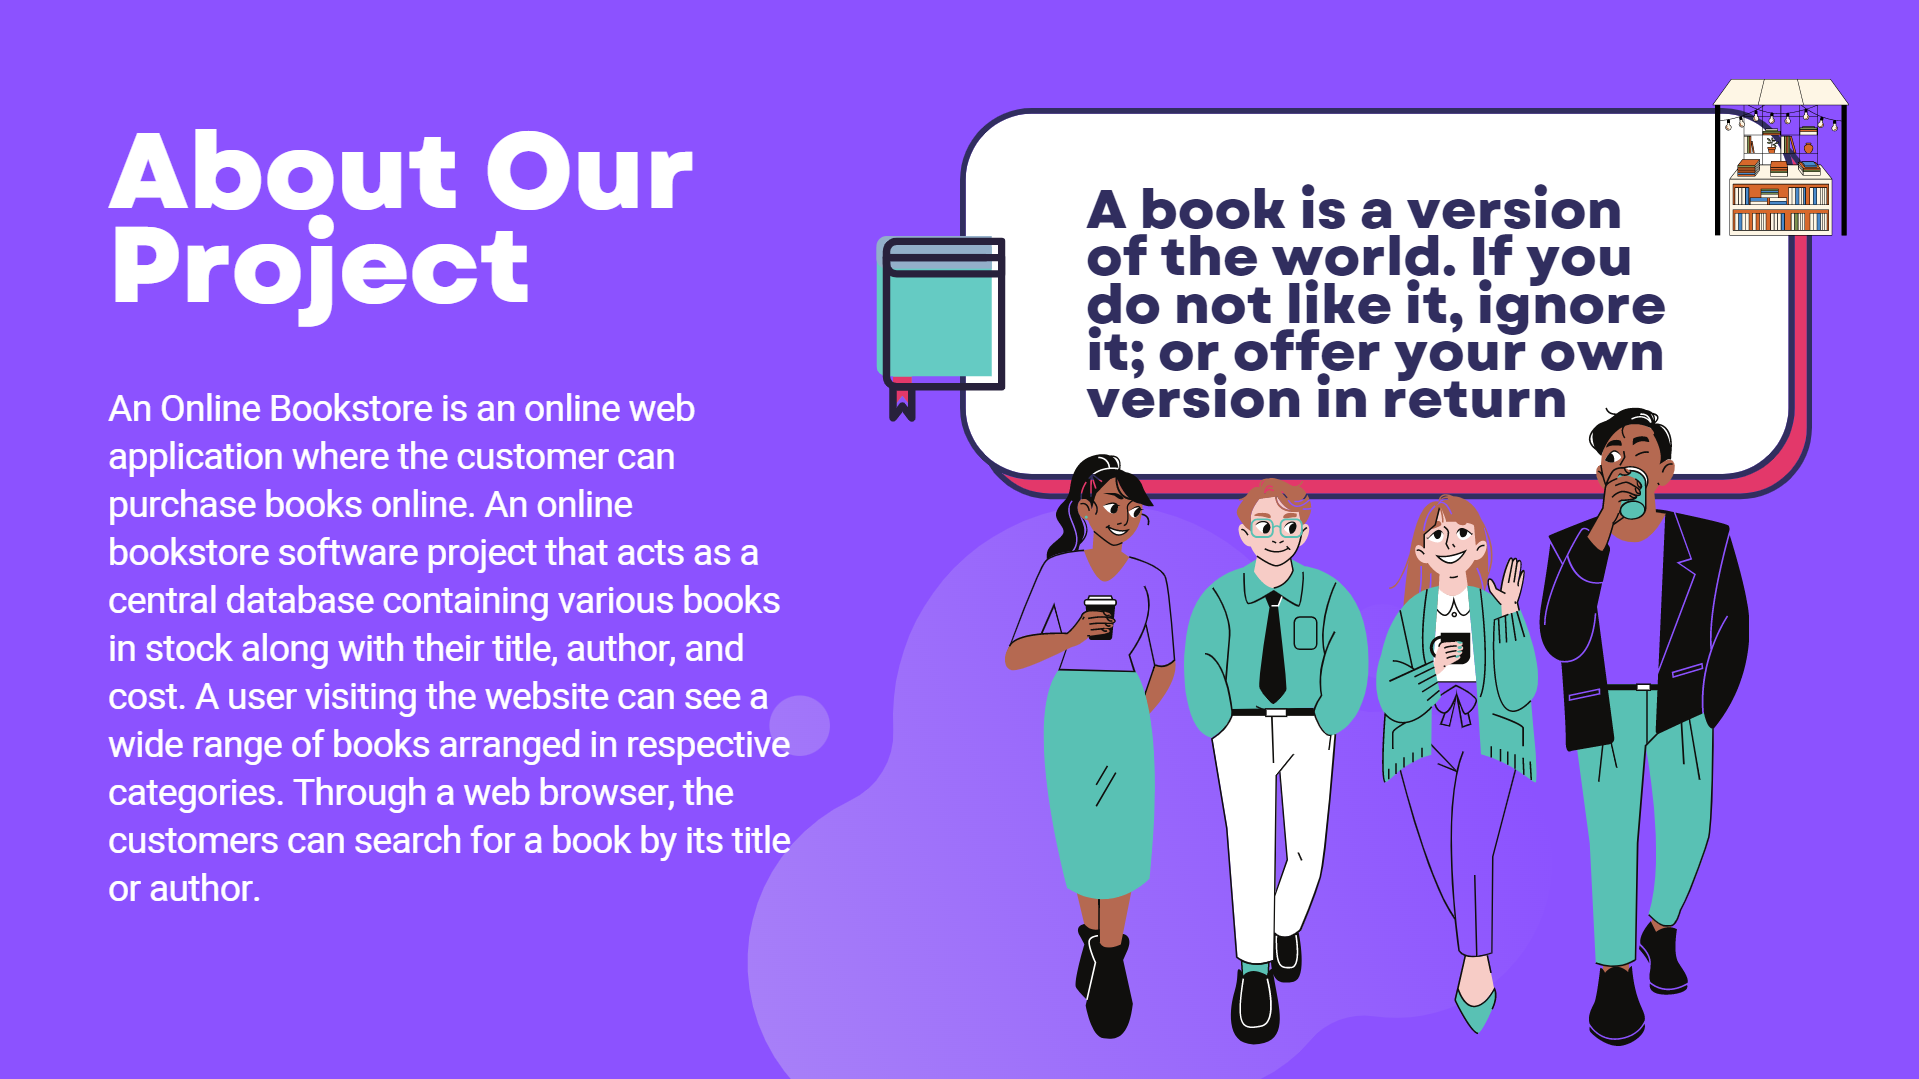 About Our
Project
An Online Bookstore is an online web
application where the customer can
purchase books online. An online
bookstore software project that acts as a
central database containing various books
in stock along with their title, author, and
cost. A user visiting the website can see a
wide range of books arranged in respective
categories. Through a web browser, the
customers can search for a book by its title
or author.
A book is a version
of the world. If you
do not like it, ignore
it; or offer your own
version in return